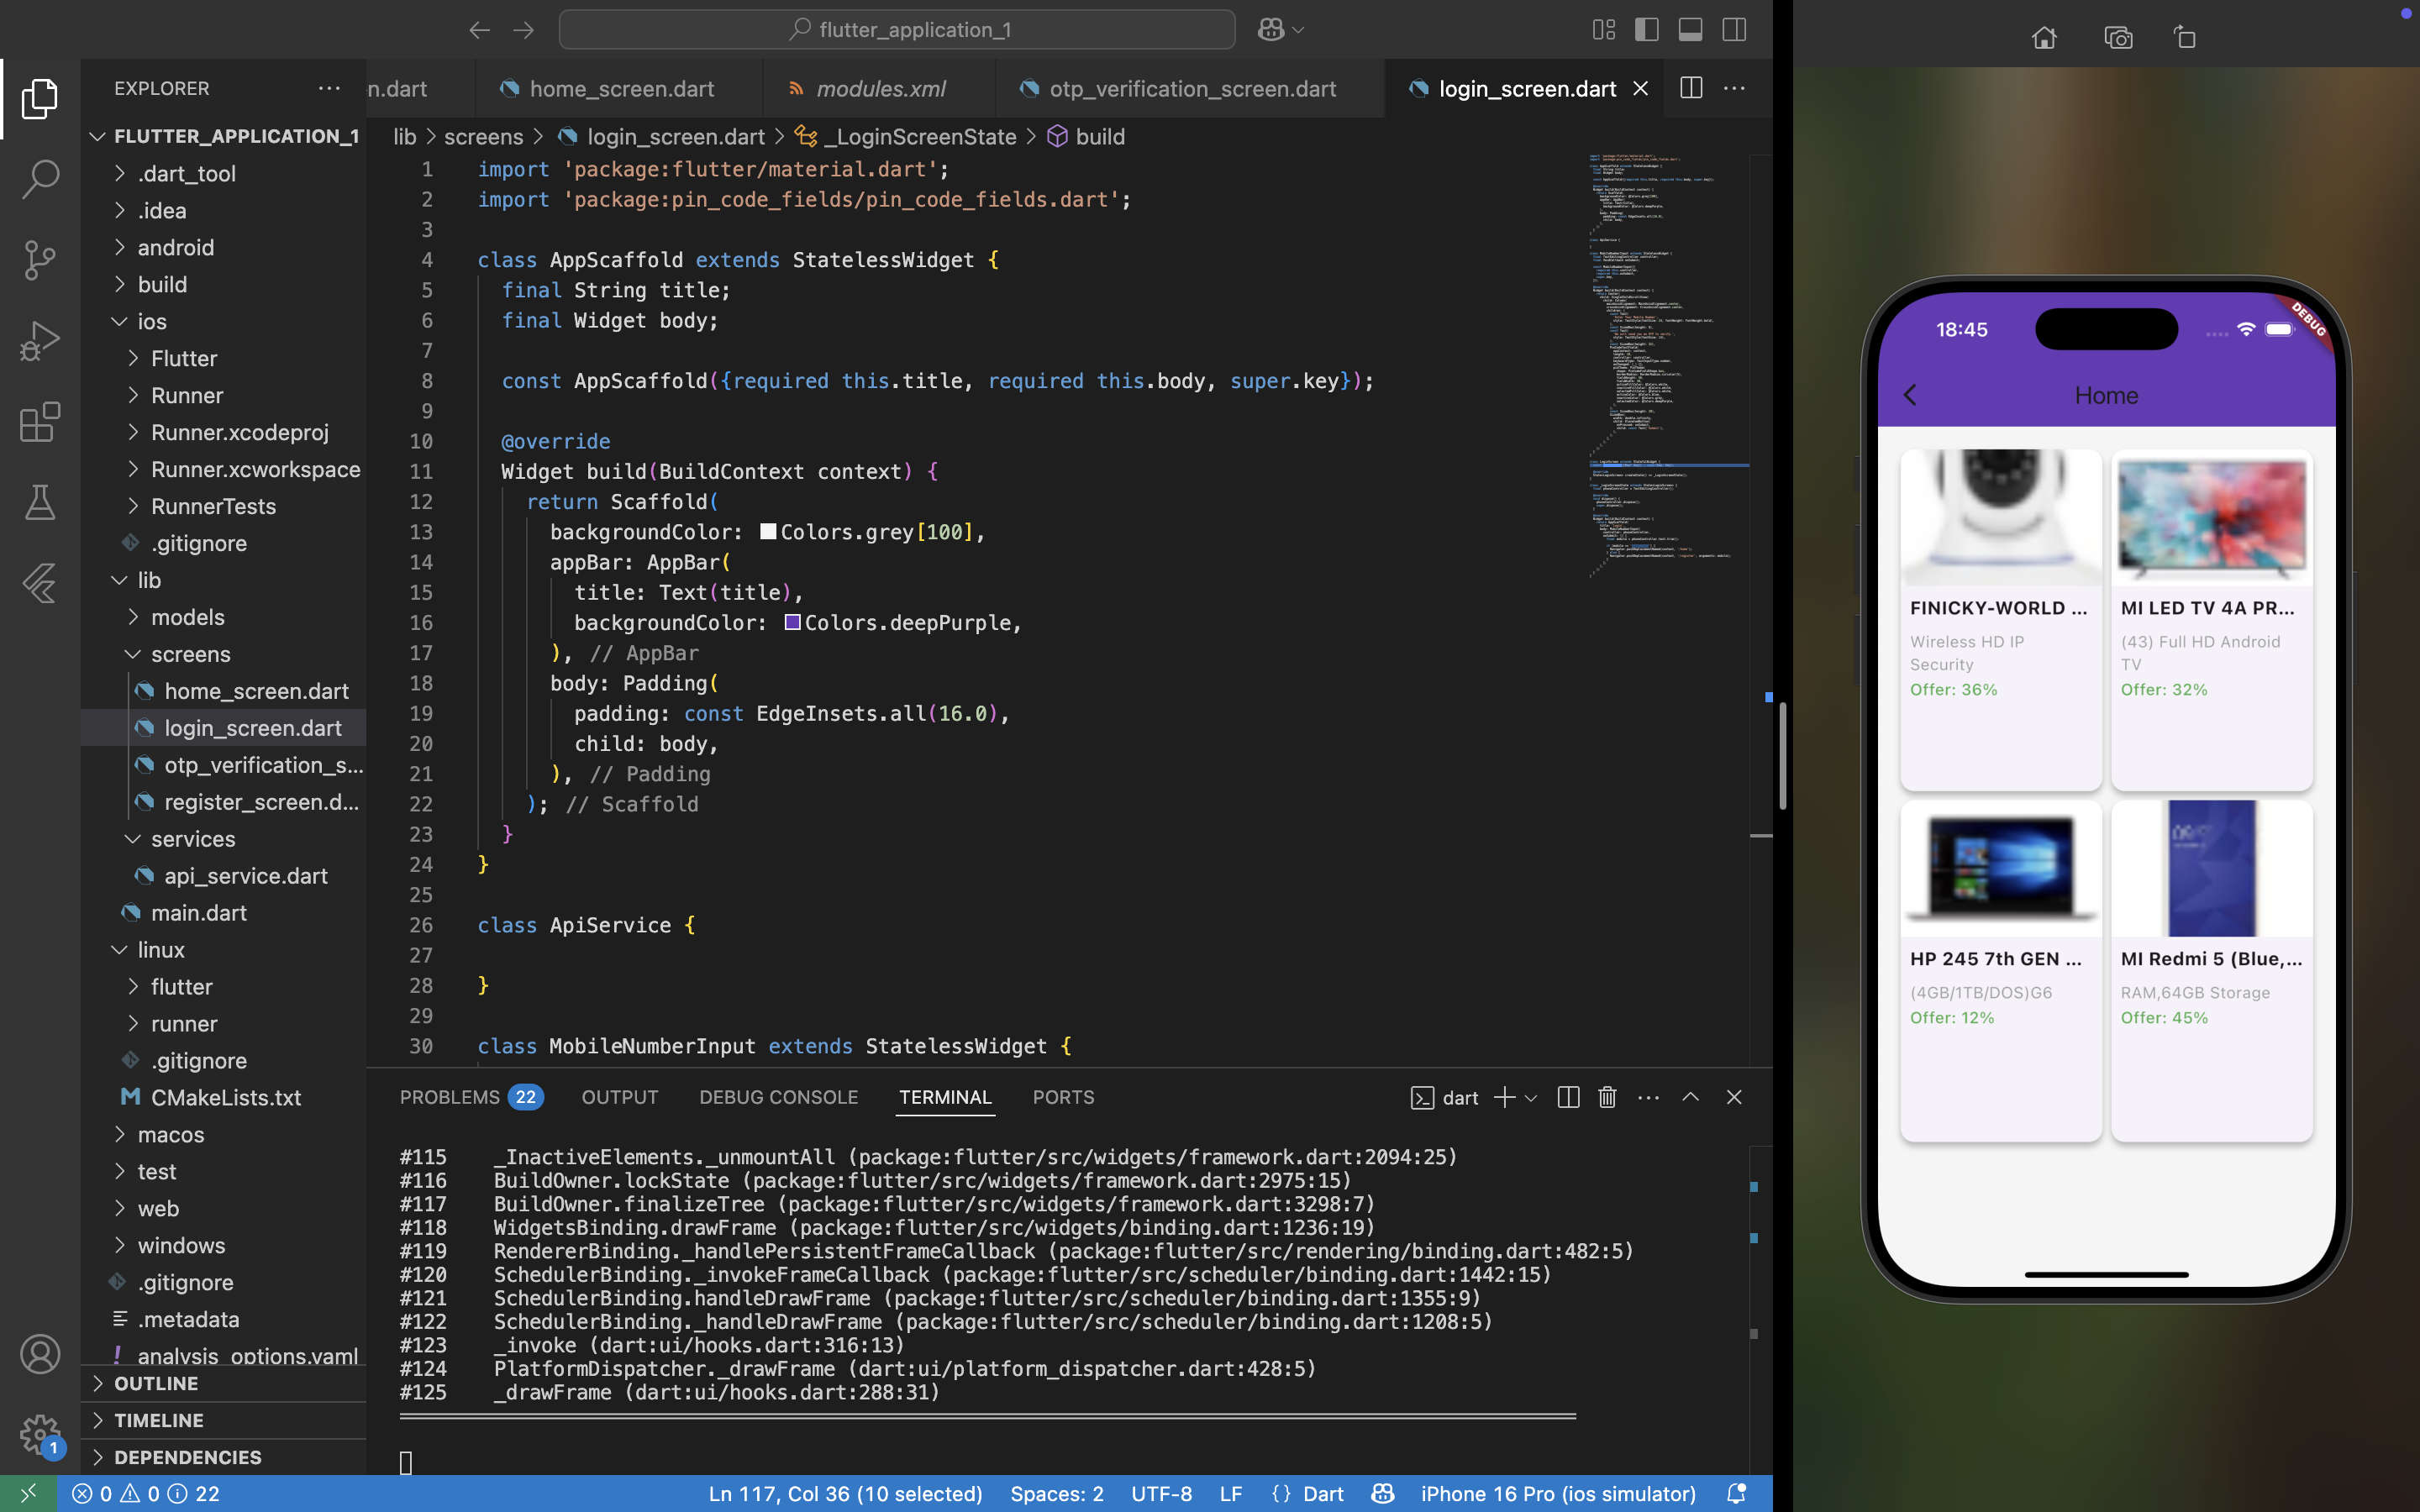 flutter_application_1
EXPLORER
n.dart
home_screen.dart
modules.xml
otp_verification_screen.dart
login_screen.dart
FLUTTER_APPLICATION_1
.dart_tool
.idea
android
build
ios
Flutter
Runner
Runner.xcodeproj
Runner.xcworkspace
RunnerTests
.gitignore
lib
models
screens
home_screen.dart
login_screen.dart
otp_verification_s...
register_screen.d...
services
api_service.dart
main.dart
linux
flutter
runner
.gitignore
CMakeLists.txt
macos
test
web
windows
.gitignore
.metadata
analysis_options.yaml
OUTLINE
TIMELINE
DEPENDENCIES
1
lib > screens > login_screen.dart > _LoginScreenState > build
1 import 'package:flutter/material.dart';
2 import 'package:pin_code_fields/pin_code_fields.dart';
3
4 class AppScaffold extends StatelessWidget {
5 final String title;
6 final Widget body;
7
8 const AppScaffold({required this.title, required this.body, super.key});
9
10 @override
11 Widget build(BuildContext context) {
12 return Scaffold(
13 backgroundColor: Colors.grey[100],
14 appBar: AppBar(
15 title: Text(title),
16 backgroundColor: Colors.deepPurple,
17 ), // AppBar
18 body: Padding(
19 padding: const EdgeInsets.all(16.0),
20 child: body,
21 ), // Padding
22 ); // Scaffold
23 }
24 }
25
26 class ApiService {
27
28 }
29
30 class MobileNumberInput extends StatelessWidget {
PROBLEMS 22 OUTPUT DEBUG CONSOLE TERMINAL PORTS
dart
#115 _InactiveElements._unmountAll (package:flutter/src/widgets/framework.dart:2094:25)
#116 BuildOwner.lockState (package:flutter/src/widgets/framework.dart:2975:15)
#117 BuildOwner.finalizeTree (package:flutter/src/widgets/framework.dart:3298:7)
#118 WidgetsBinding.drawFrame (package:flutter/src/widgets/binding.dart:1236:19)
#119 RendererBinding._handlePersistentFrameCallback (package:flutter/src/rendering/binding.dart:482:5)
#120 SchedulerBinding._invokeFrameCallback (package:flutter/src/scheduler/binding.dart:1442:15)
#121 SchedulerBinding.handleDrawFrame (package:flutter/src/scheduler/binding.dart:1355:9)
#122 SchedulerBinding._handleDrawFrame (package:flutter/src/scheduler/binding.dart:1208:5)
#123 _invoke (dart:ui/hooks.dart:316:13)
#124 PlatformDispatcher._drawFrame (dart:ui/platform_dispatcher.dart:428:5)
#125 _drawFrame (dart:ui/hooks.dart:288:31)
0 0 22
Ln 117, Col 36 (10 selected) Spaces: 2 UTF-8 LF {} Dart iPhone 16 Pro (ios simulator)
18:45
DEBUG
Home
FINICKY-WORLD ...
Wireless HD IP
Security
Offer: 36%
MI LED TV 4A PR...
(43) Full HD Android
TV
Offer: 32%
HP 245 7th GEN ...
(4GB/1TB/DOS)G6
Offer: 12%
MI Redmi 5 (Blue,...
RAM,64GB Storage
Offer: 45%